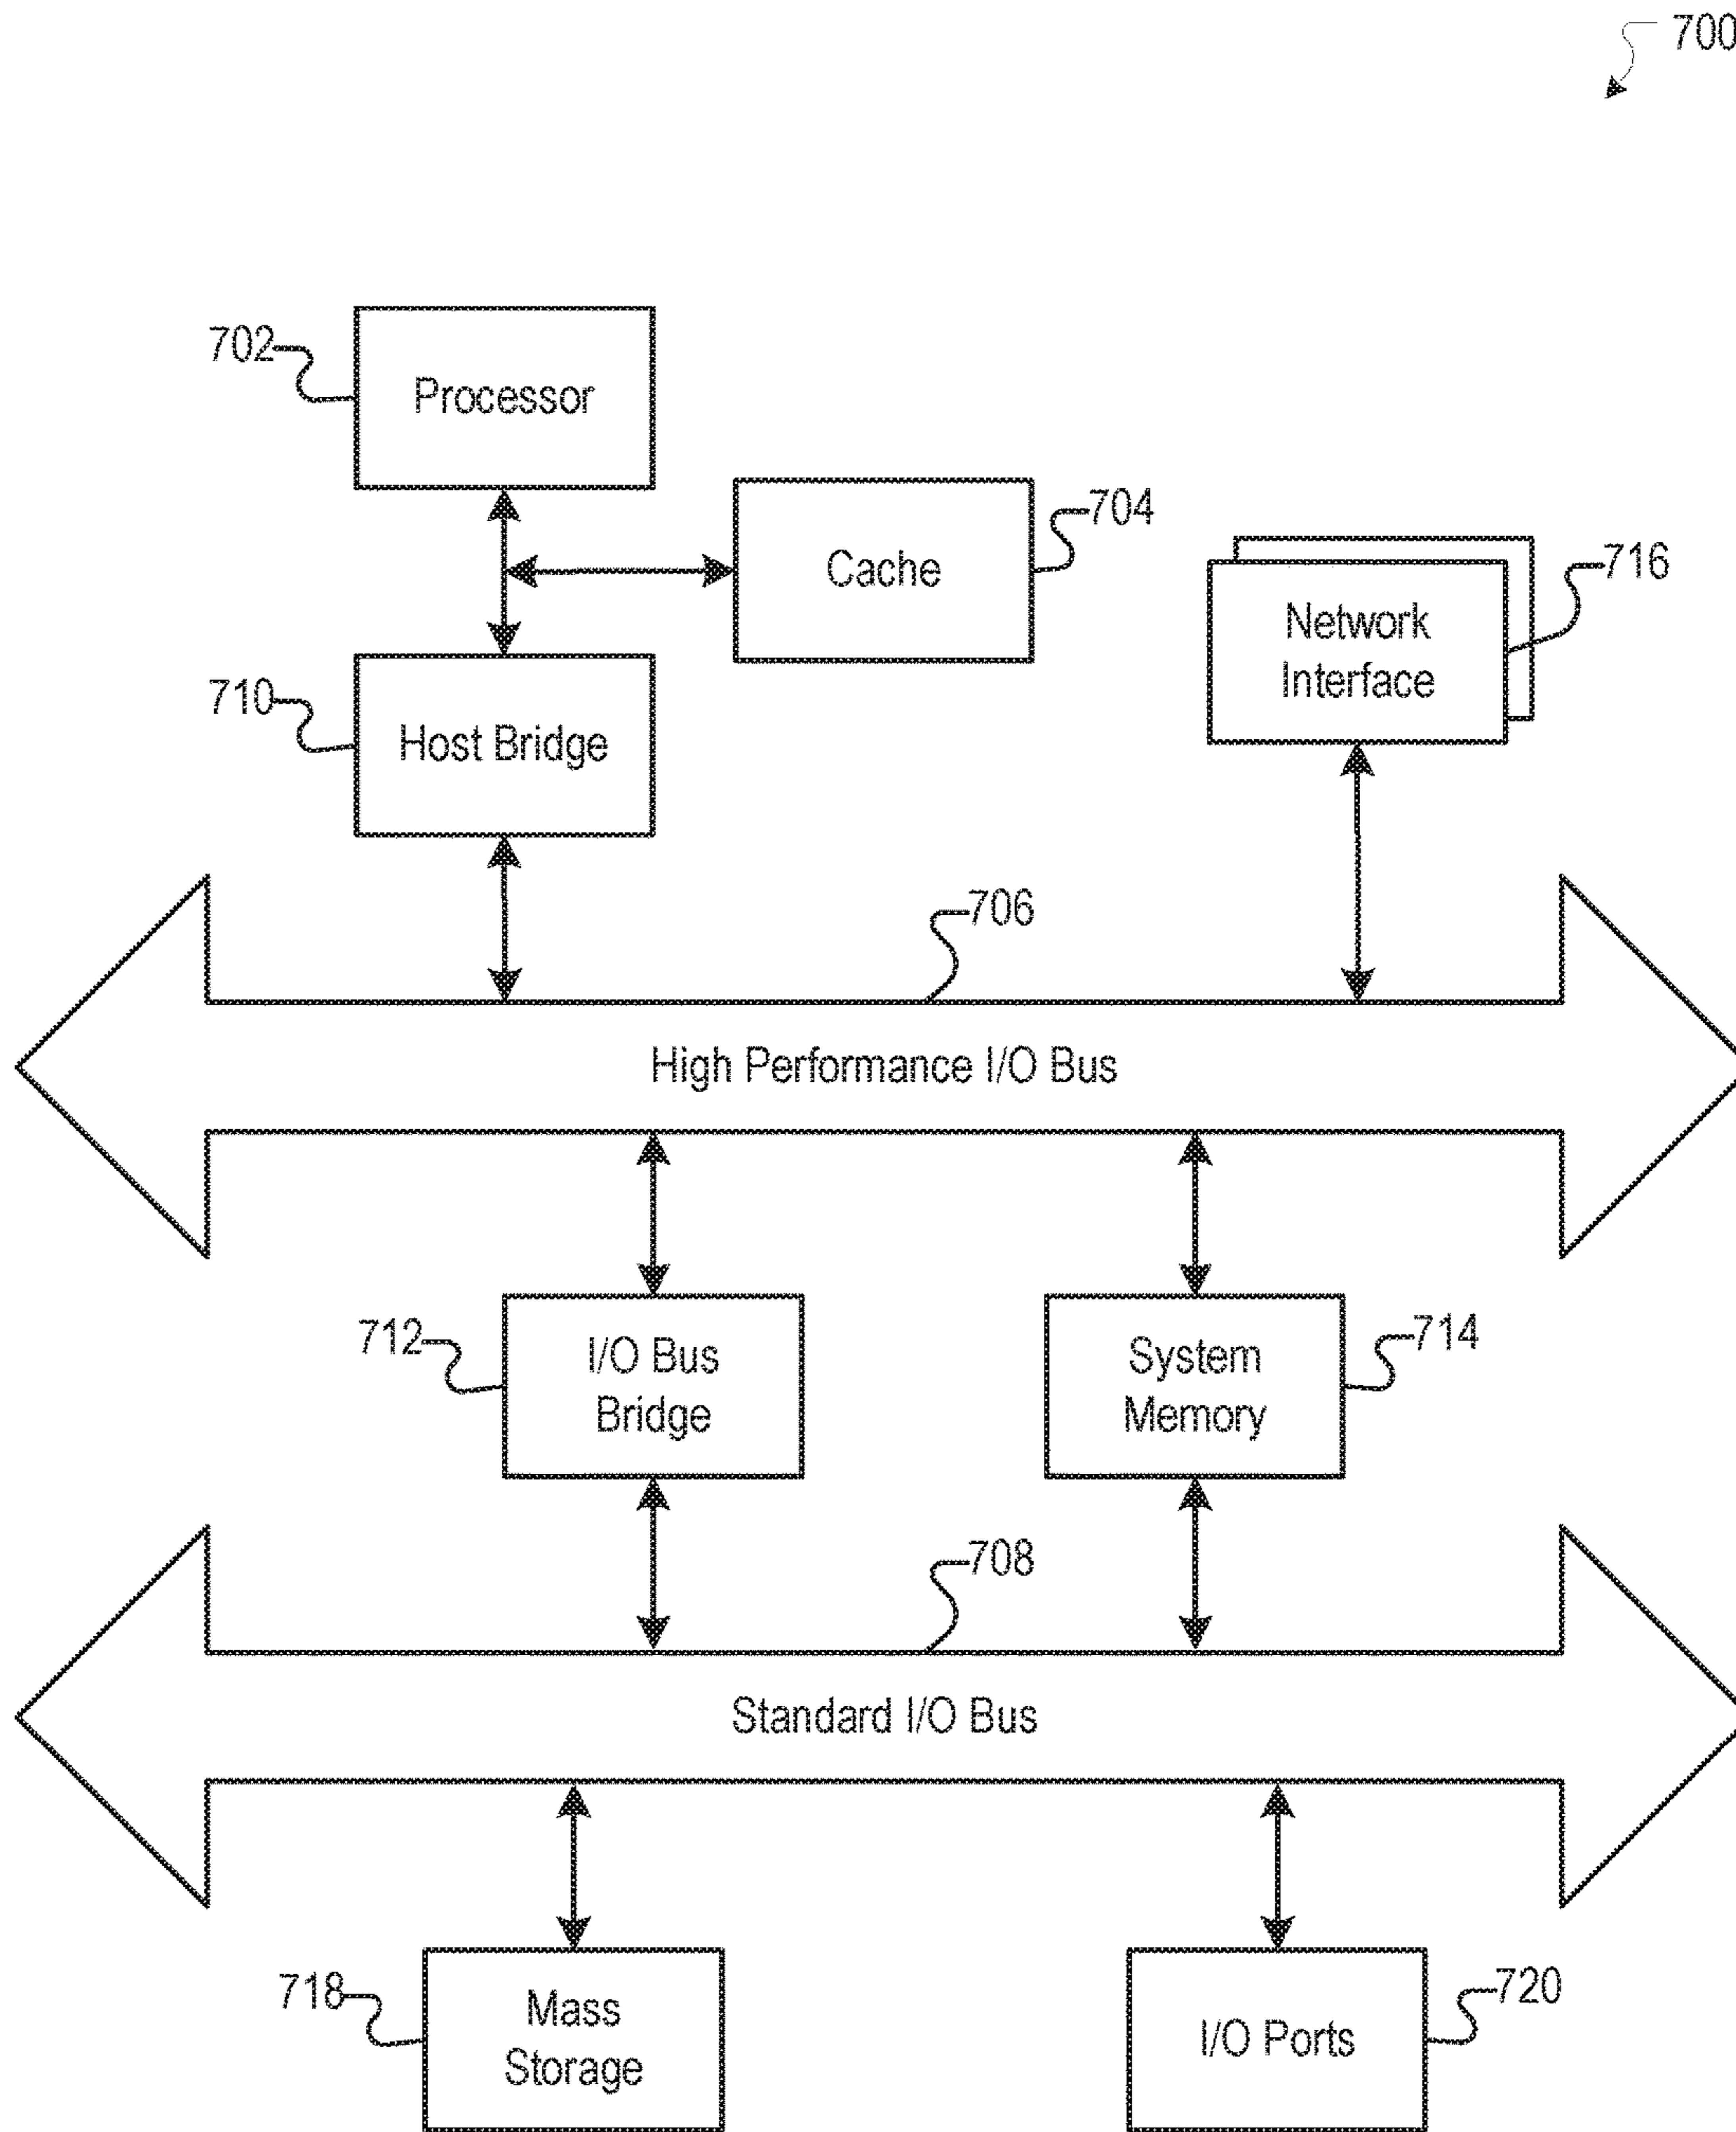 700
702
Processor
704
Cache
716
Network
Interface
710
Host Bridge
706
High Performance I/O Bus
712
I/O Bus
Bridge
714
System
Memory
708
Standard I/O Bus
718
Mass
Storage
720
I/O Ports